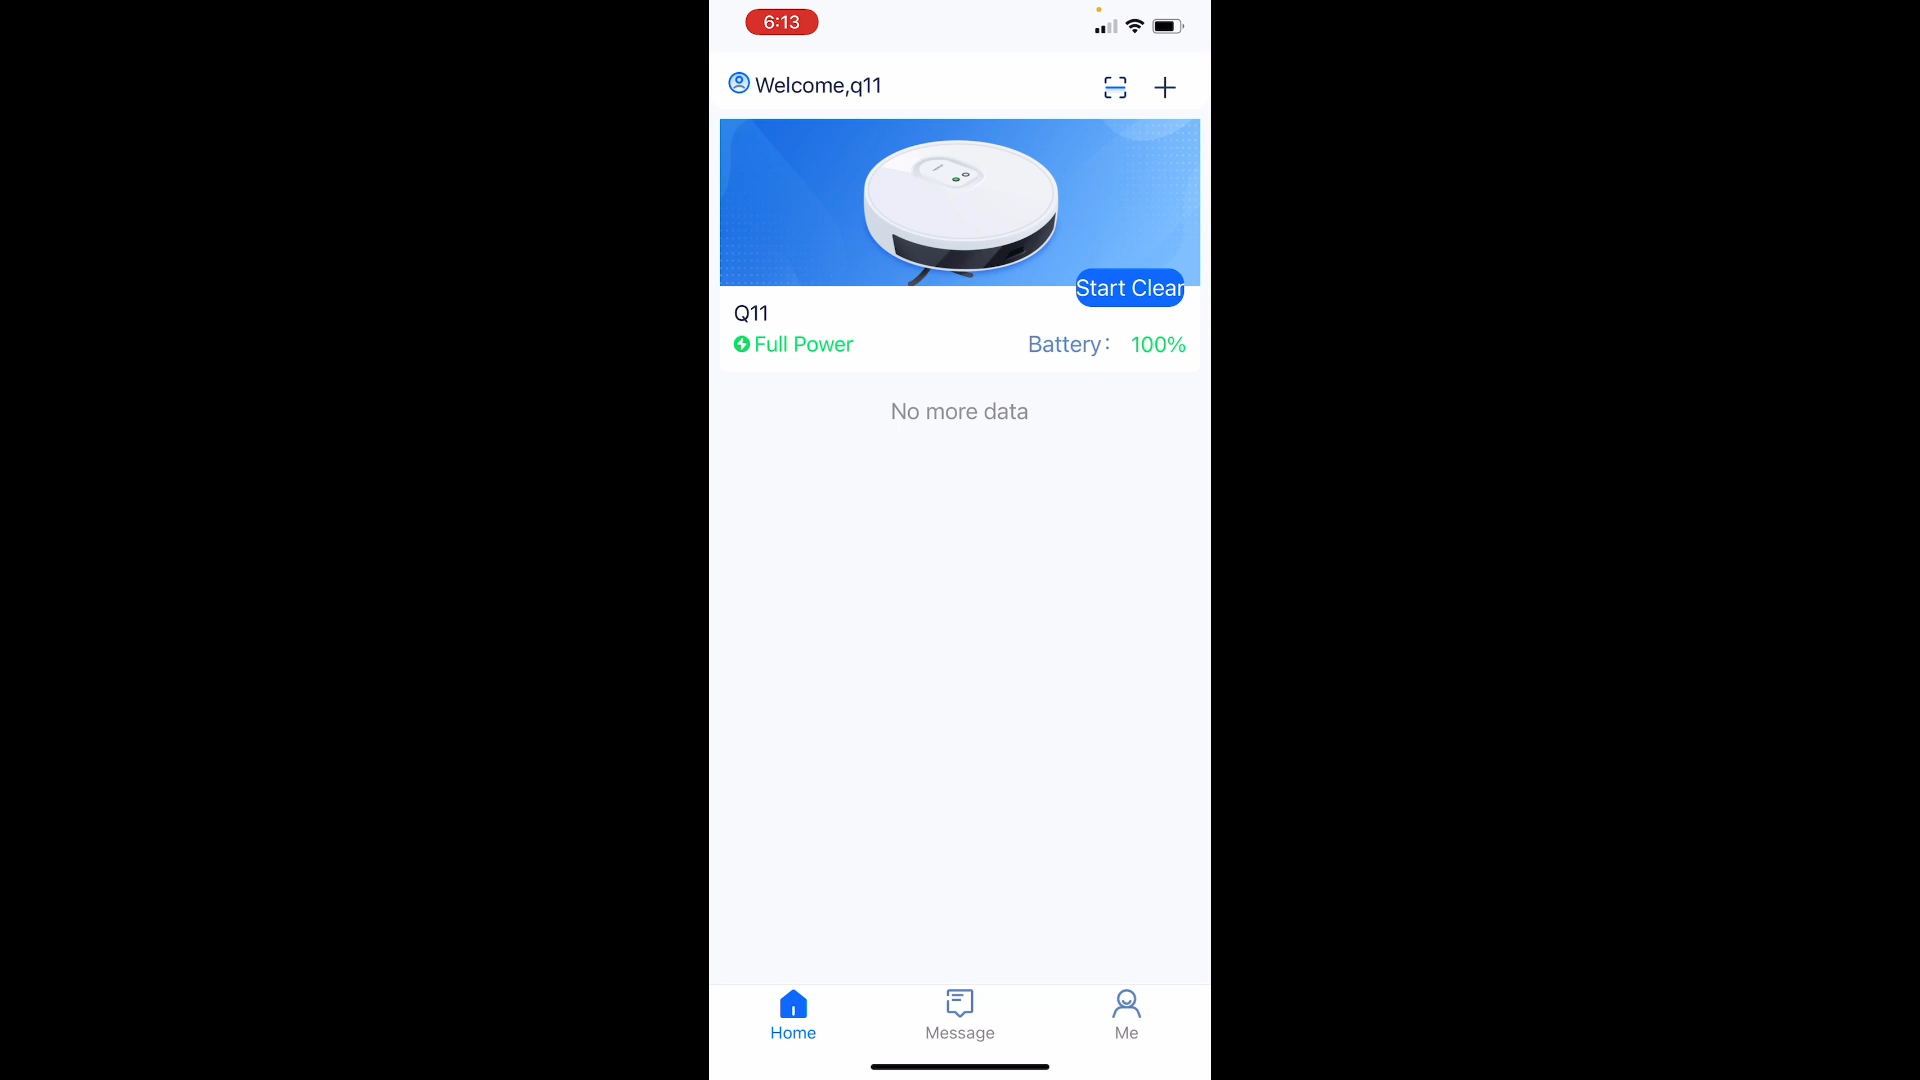 6:13
Welcome,q11
Start Clear
Q11
Full Power
Battery: 100%
No more data
Home
Message
Me